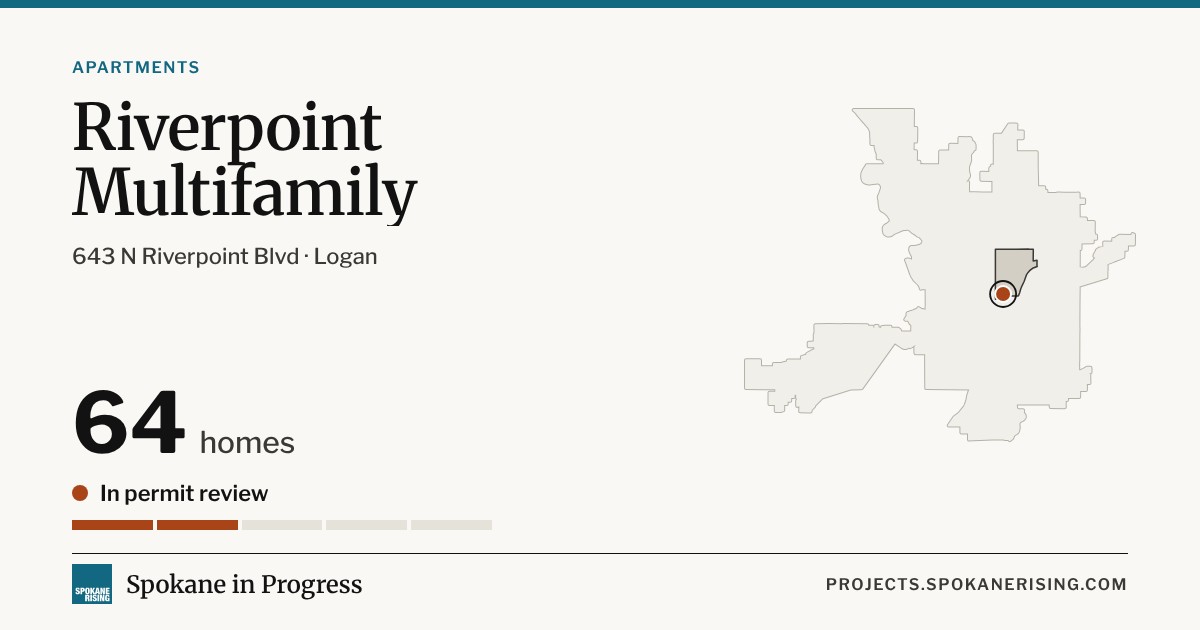 APARTMENTS
Riverpoint
Multifamily
643 N Riverpoint Blvd · Logan
64 homes
In permit review
SPOKANE
RISING
Spokane in Progress
PROJECTS.SPOKANERISING.COM